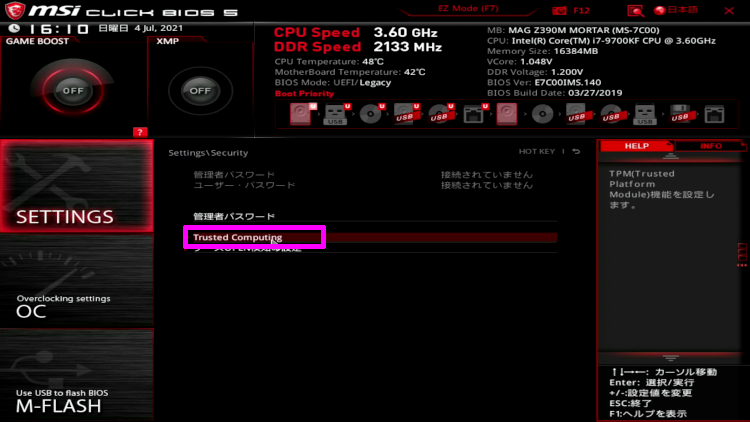 msi CLICK BIOS 5
EZ Mode (F7)
F12
日本語
X
16:10 日曜日 4 Jul, 2021
GAME BOOST
XMP
OFF
OFF
CPU Speed 3.60 GHz
DDR Speed 2133 MHz
CPU Temperature: 48°C
MotherBoard Temperature: 42°C
BIOS Mode: UEFI/Legacy
Boot Priority
MB: MAG Z390M MORTAR (MS-7C00)
CPU: Intel(R) Core(TM) i7-9700KF CPU @ 3.60GHz
Memory Size: 16384MB
VCore: 1.048V
DDR Voltage: 1.200V
BIOS Ver: E7C00IMS.140
BIOS Build Date: 03/27/2019
U U U U U
USB USB USB USB USB USB
?
SETTINGS
Overclocking settings
OC
Use USB to flash BIOS
M-FLASH
Settings\Security
HOT KEY
管理者パスワード 接続されていません
ユーザー・パスワード 接続されていません
管理者パスワード
Trusted Computing
HELP
INFO
TPM(Trusted
Platform
Module)機能を設定し
ます。
↑↓→←: カーソル移動
Enter: 選択/実行
+/-:設定値を変更
ESC:終了
F1:ヘルプを表示